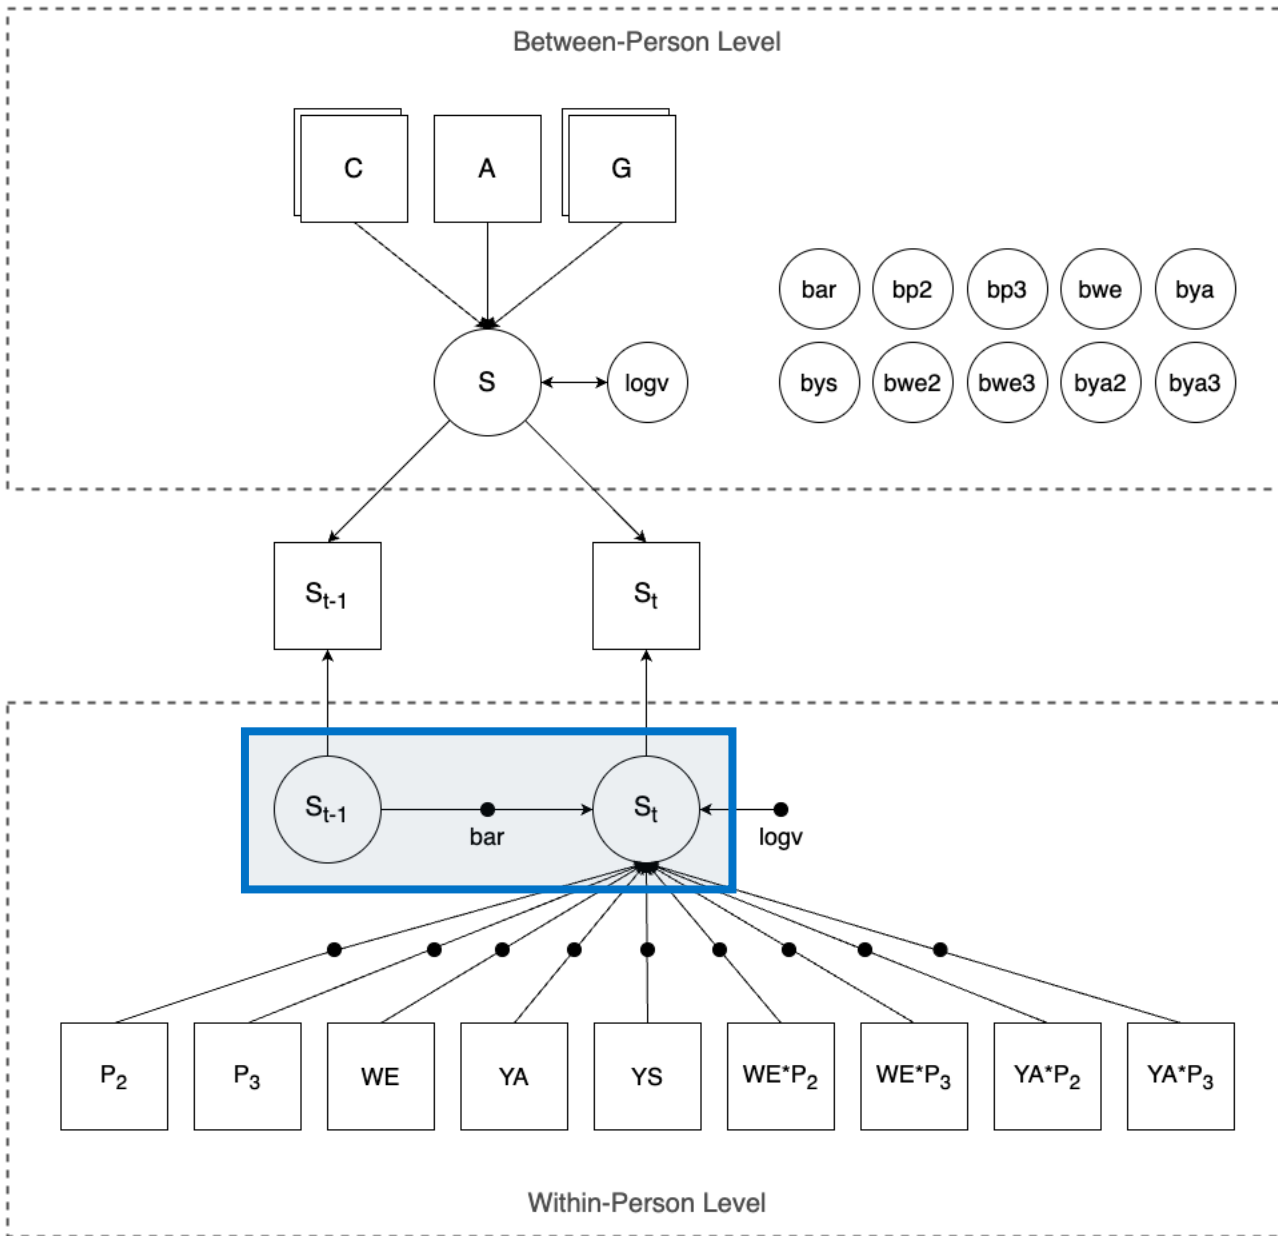 Between-Person Level
C A G
bar bp2 bp3 bwe bya
S logv bys bwe2 bwe3 bya2 bya3
Sₜ₋₁ Sₜ
Sₜ₋₁ Sₜ
bar logv
P₂ P₃ WE YA YS WE*P₂ WE*P₃ YA*P₂ YA*P₃
Within-Person Level